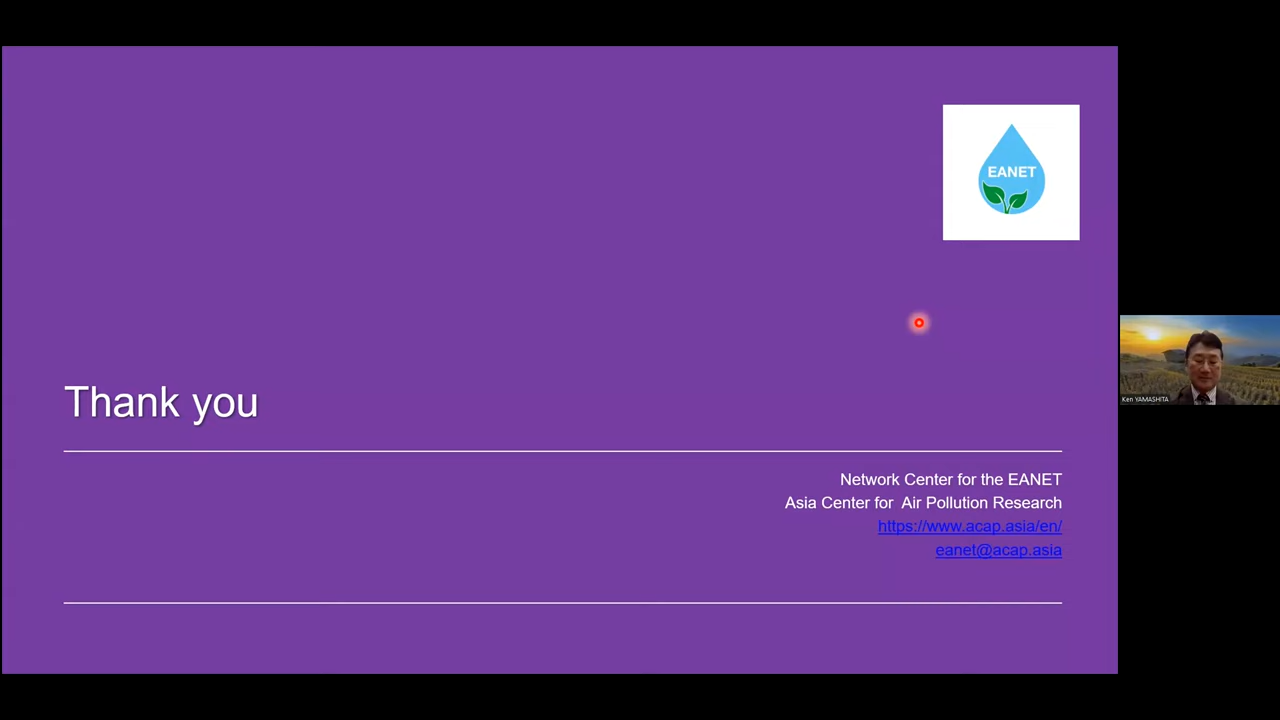 EANET
Thank you
Network Center for the EANET
Asia Center for  Air Pollution Research
https://www.acap.asia/en/
eanet@acap.asia
Ken YAMASHITA